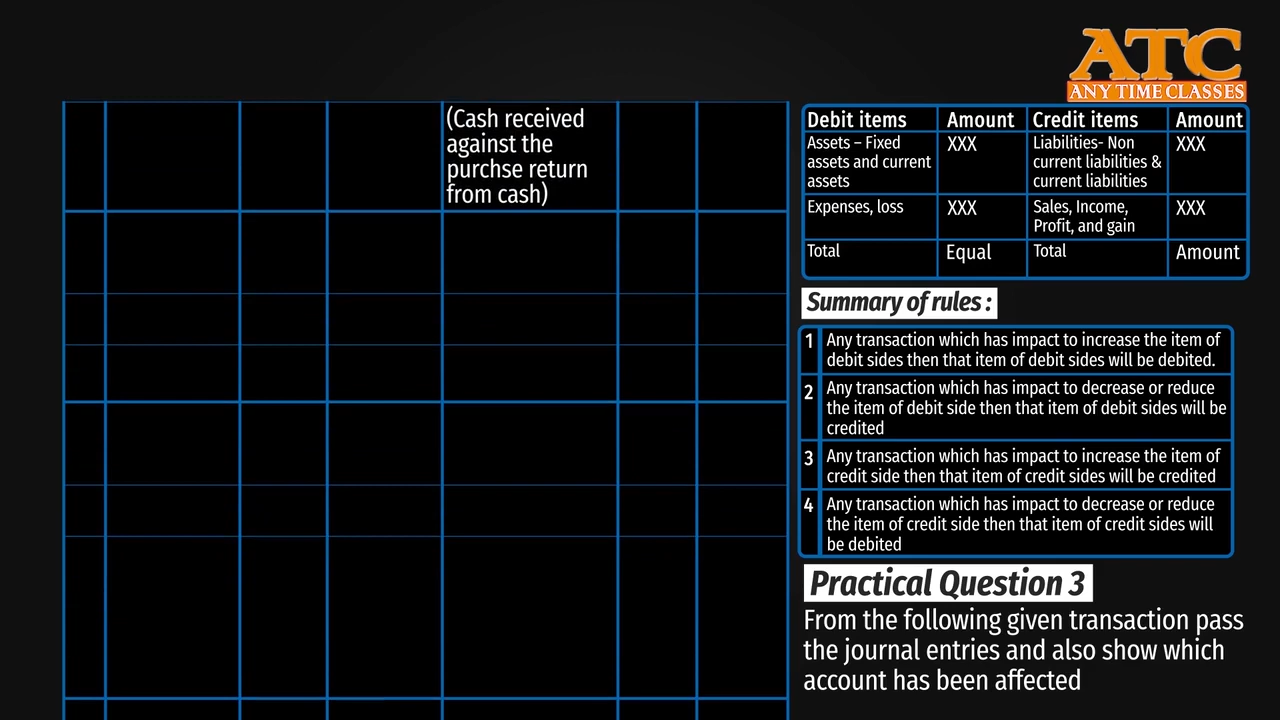 ATC
ANY TIME CLASSES
(Cash received
against the
purchse return
from cash)
Debit items Amount Credit items Amount
Assets – Fixed
assets and current
assets
XXX
Liabilities- Non
current liabilities &
current liabilities
XXX
Expenses, loss
XXX
Sales, Income,
Profit, and gain
XXX
Total Equal Total Amount
Summary of rules :
1 Any transaction which has impact to increase the item of
debit sides then that item of debit sides will be debited.
2 Any transaction which has impact to decrease or reduce
the item of debit side then that item of debit sides will be
credited
3 Any transaction which has impact to increase the item of
credit side then that item of credit sides will be credited
4 Any transaction which has impact to decrease or reduce
the item of credit side then that item of credit sides will
be debited
Practical Question 3
From the following given transaction pass
the journal entries and also show which
account has been affected